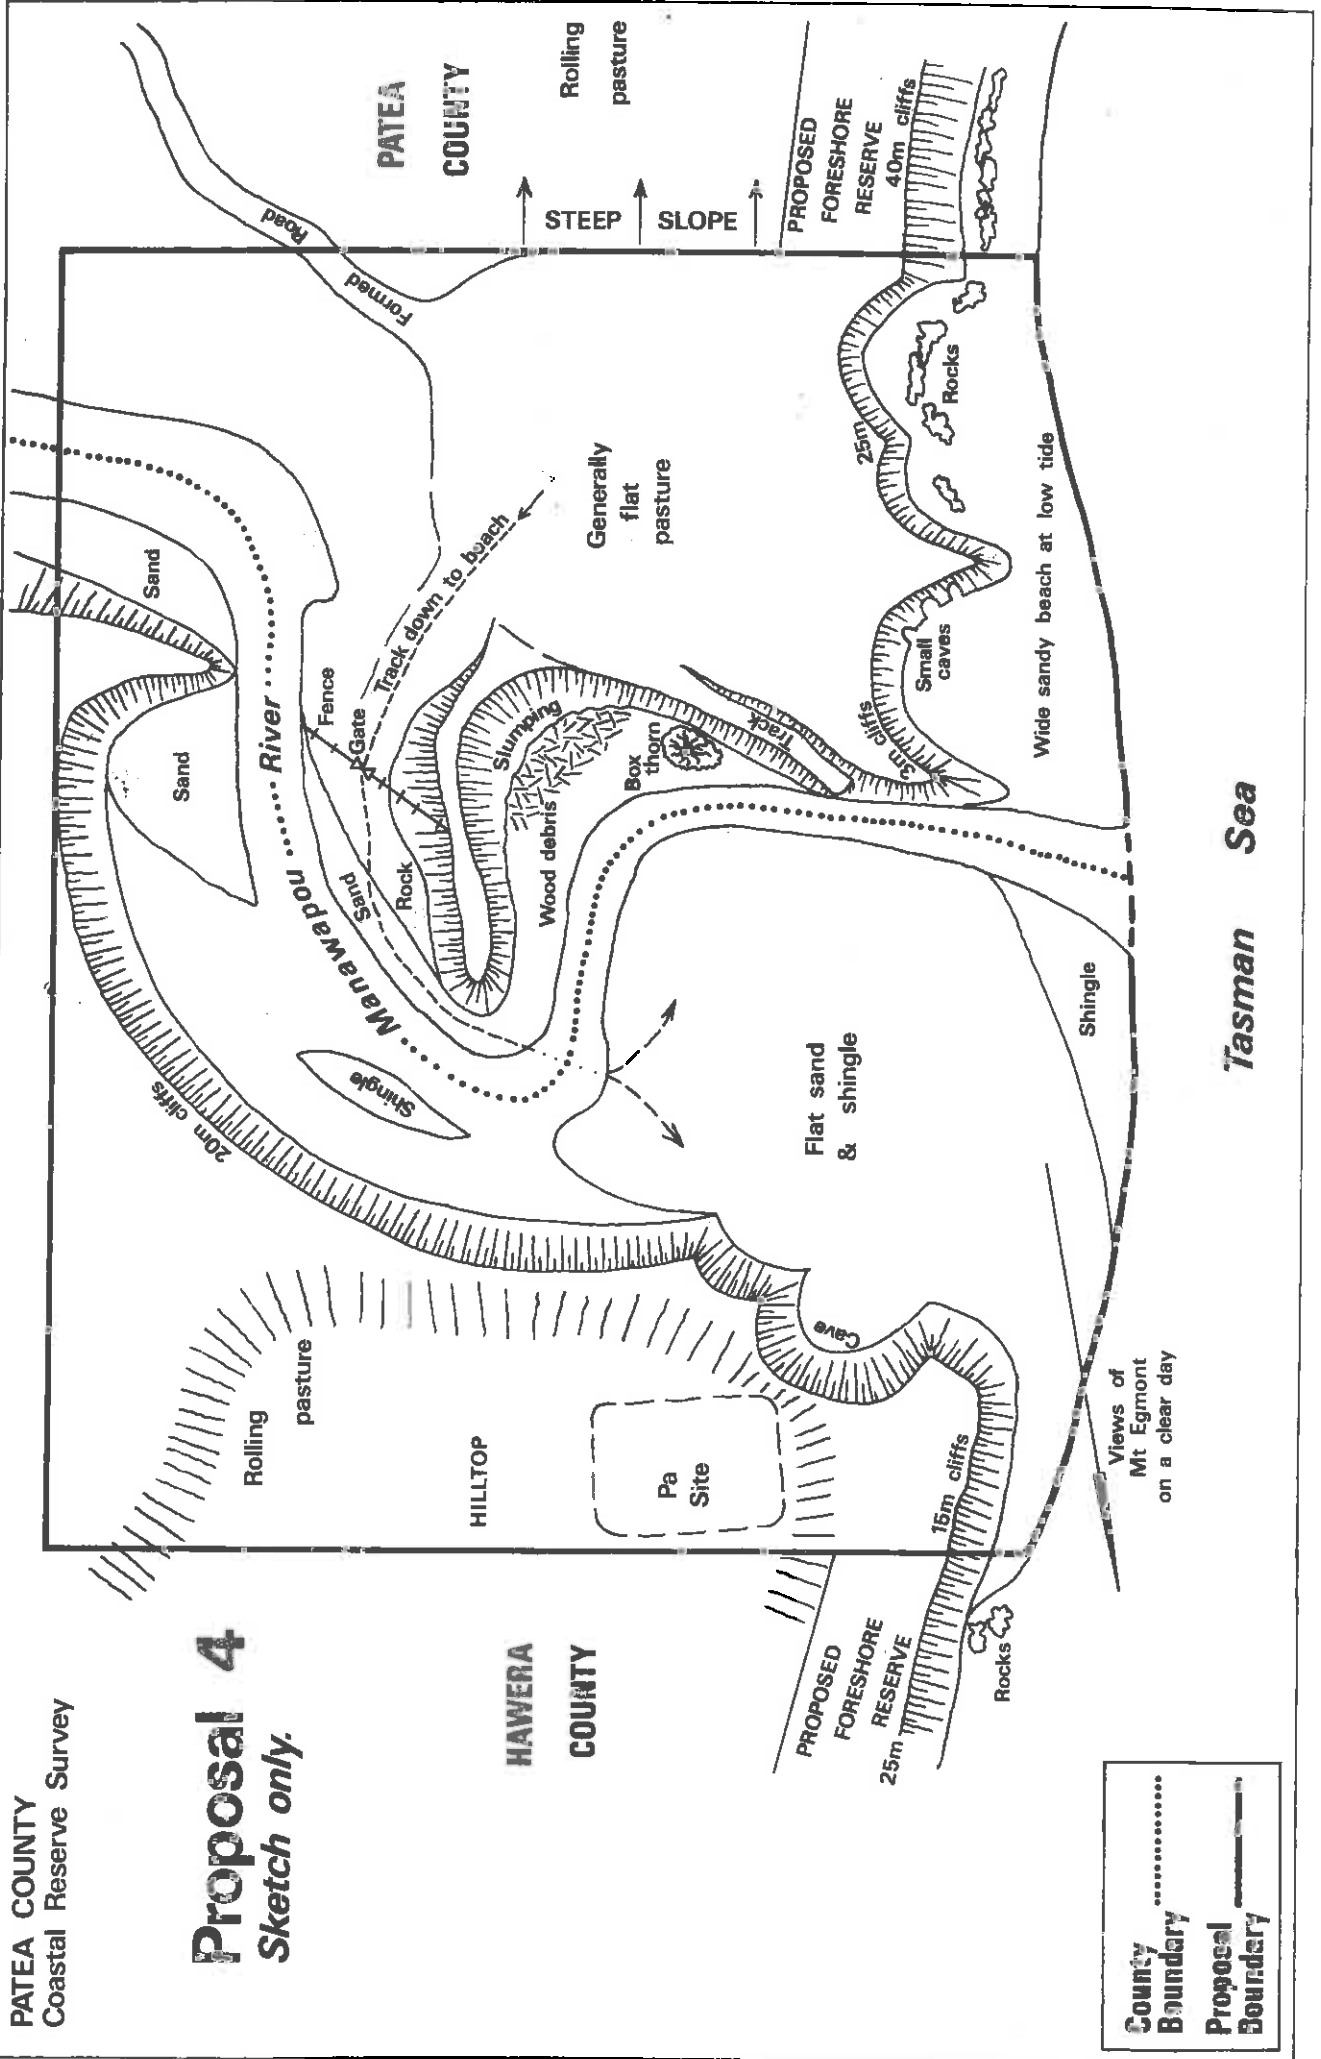 PATEA COUNTY
Coastal Reserve Survey
Proposal 4
Sketch only.
HAWERA
COUNTY
PROPOSED
FORESHORE
RESERVE
25m
Rocks
Rolling
pasture
HILLTOP
Pa
Site
15m cliffs
Views of
Mt Egmont
on a clear day
20m cliffs
Cave
Shingle
Manawapou River
Sand
Sand
Sand
Rock
Fence
Gate
Track down to beach
Slumping
Wood debris
Box
thorn
Track
3m cliffs
Small
caves
Flat sand
& shingle
Shingle
Generally
flat
pasture
25m
Rocks
Wide sandy beach at low tide
Formed Road
PATEA
COUNTY
Rolling
pasture
STEEP SLOPE
PROPOSED
FORESHORE
RESERVE
40m cliffs
Tasman Sea
County
Boundary
Proposal
Boundary